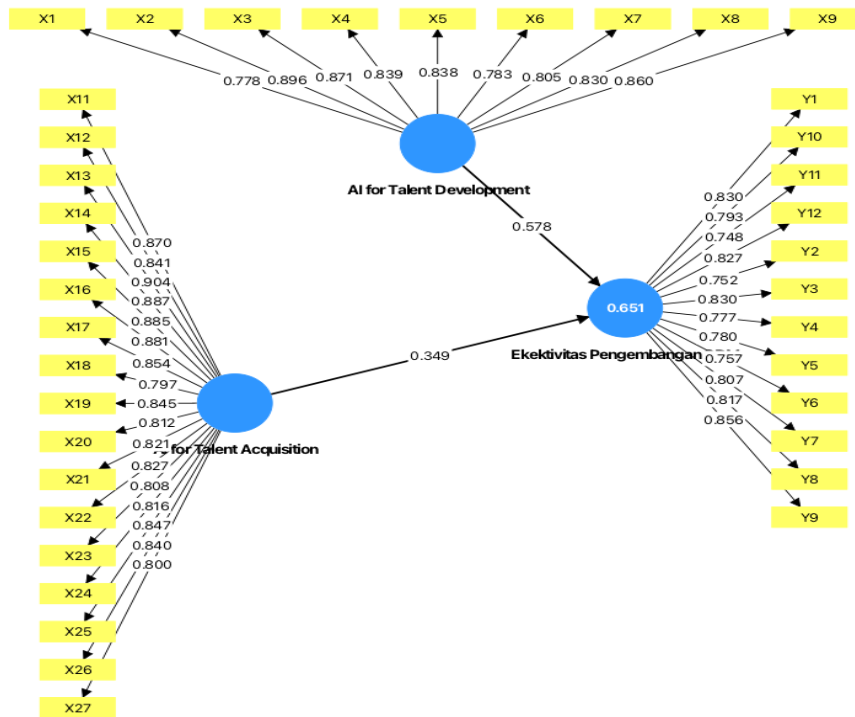 X1 X2 X3 X4 X5 X6 X7 X8 X9
0.778 0.896 0.871 0.839 0.838 0.783 0.805 0.830 0.860
AI for Talent Development
0.578
X11
X12
X13
X14
X15
X16
X17
X18
X19
X20
X21
X22
X23
X24
X25
X26
X27
0.870
0.841
0.904
0.887
0.885
0.881
0.854
0.797
0.845
0.812
0.821
0.827
0.808
0.816
0.847
0.840
0.800
for Talent Acquisition
0.349
0.651
Ekektivitas Pengembangan
0.830
0.793
0.748
0.827
0.752
0.830
0.777
0.780
0.757
0.807
0.817
0.856
Y1
Y10
Y11
Y12
Y2
Y3
Y4
Y5
Y6
Y7
Y8
Y9